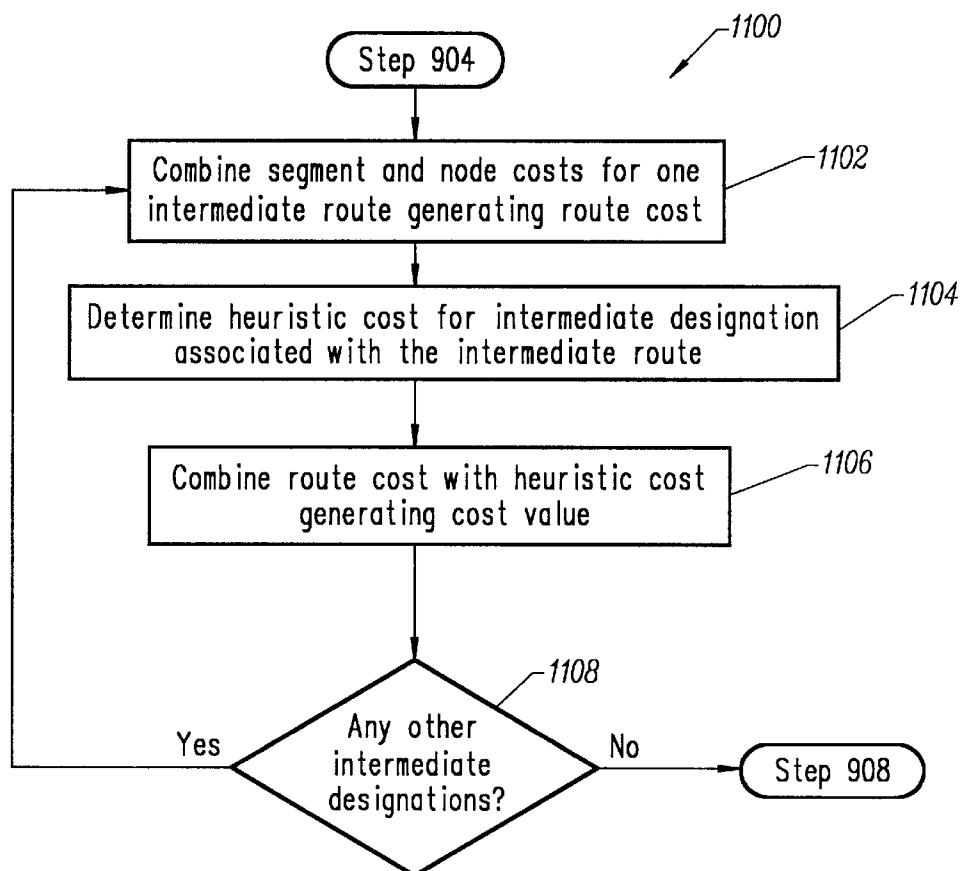 1100
Step 904
Combine segment and node costs for one
intermediate route generating route cost
1102
Determine heuristic cost for intermediate designation
associated with the intermediate route
1104
Combine route cost with heuristic cost
generating cost value
1106
1108
Any other
intermediate
designations?
Yes
No
Step 908